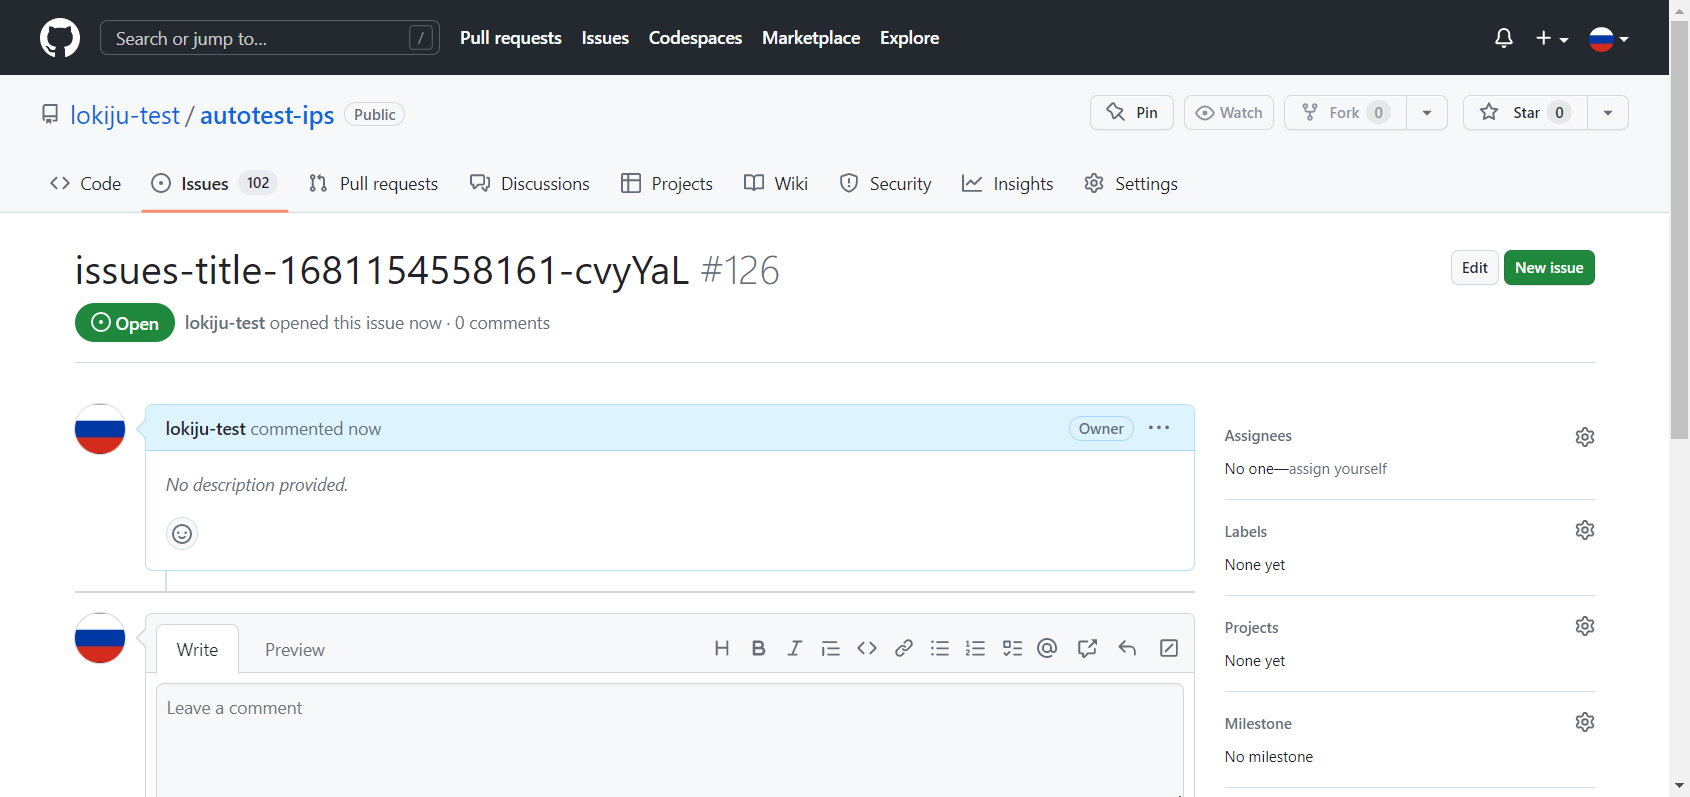 Search or jump to... / Pull requests Issues Codespaces Marketplace Explore
lokiju-test / autotest-ips Public Pin Watch Fork 0 Star 0
Code Issues 102 Pull requests Discussions Projects Wiki Security Insights Settings
issues-title-1681154558161-cvyYaL #126 Edit New issue
Open lokiju-test opened this issue now · 0 comments
lokiju-test commented now Owner ...
No description provided.
Assignees
No one—assign yourself
Labels
None yet
Projects
None yet
Write Preview
Leave a comment
Milestone
No milestone